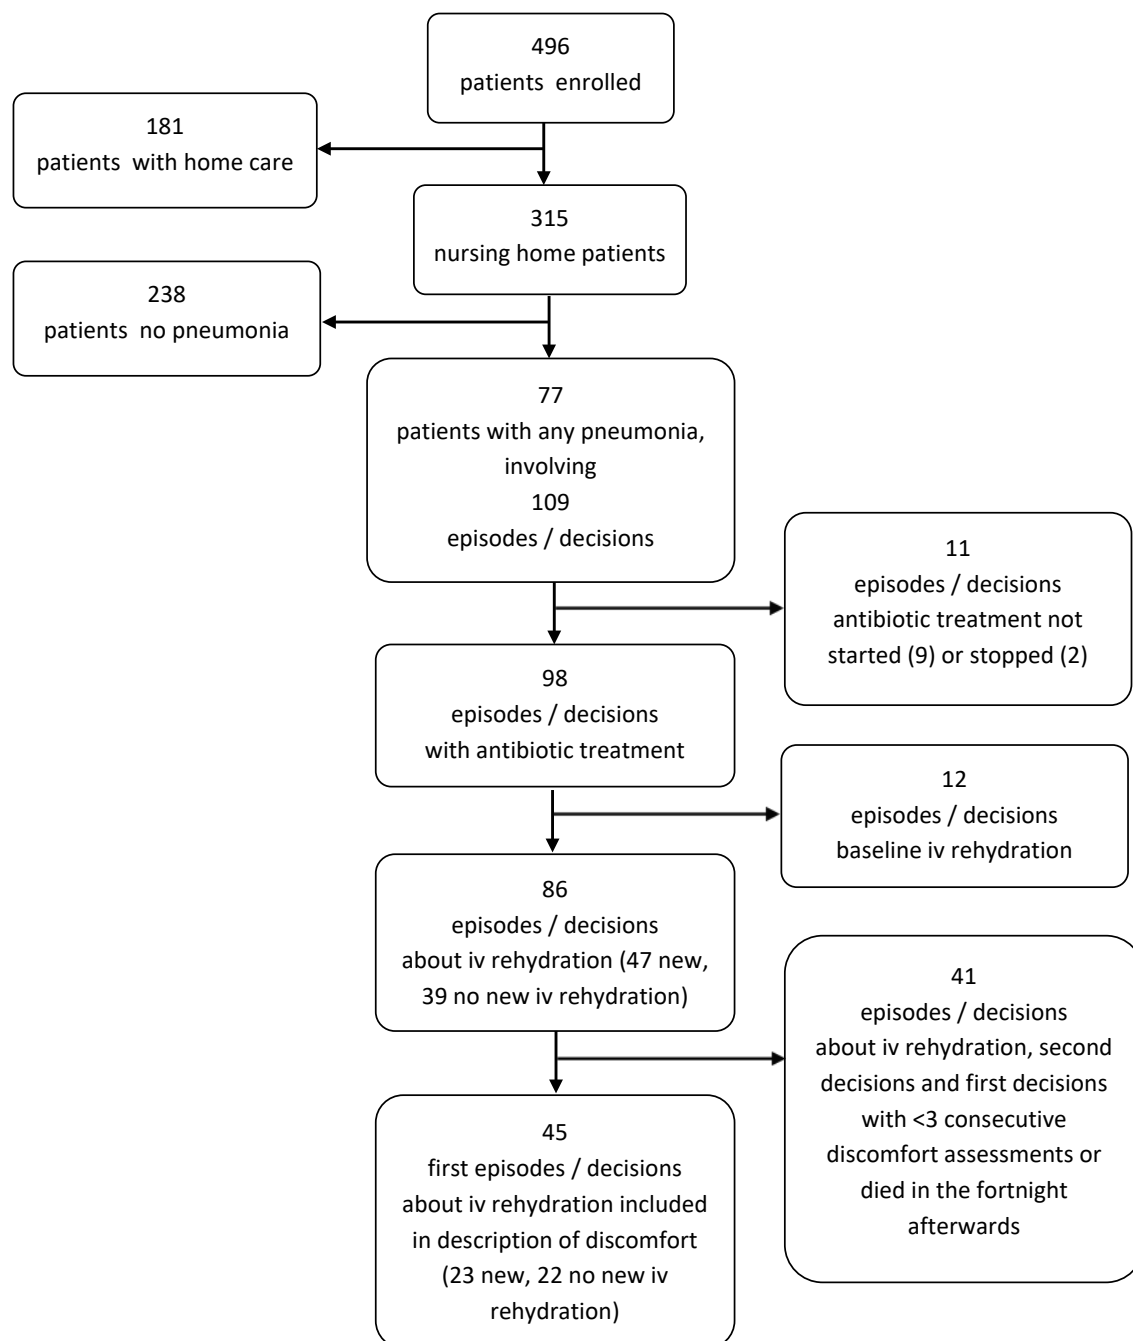 496
patients enrolled
181
patients with home care
315
nursing home patients
238
patients no pneumonia
77
patients with any pneumonia,
involving
109
episodes / decisions
11
episodes / decisions
antibiotic treatment not
started (9) or stopped (2)
98
episodes / decisions
with antibiotic treatment
12
episodes / decisions
baseline iv rehydration
86
episodes / decisions
about iv rehydration (47 new,
39 no new iv rehydration)
41
episodes / decisions
about iv rehydration, second
decisions and first decisions
with <3 consecutive
discomfort assessments or
died in the fortnight
afterwards
45
first episodes / decisions
about iv rehydration included
in description of discomfort
(23 new, 22 no new iv
rehydration)